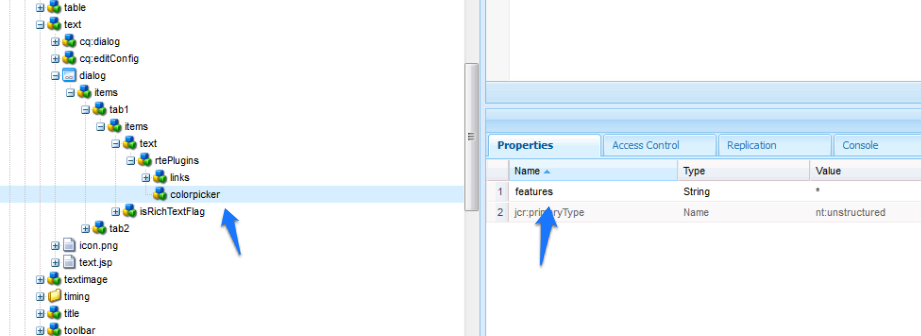 table
text
cq:dialog
cq:editConfig
dialog
items
tab1
items
text
rtePlugins
links
colorpicker
isRichTextFlag
tab2
icon.png
text.jsp
textimage
timing
title
toolbar
Properties Access Control Replication Console
Name Type Value
1 features String *
2 jcr:primaryType Name nt:unstructured